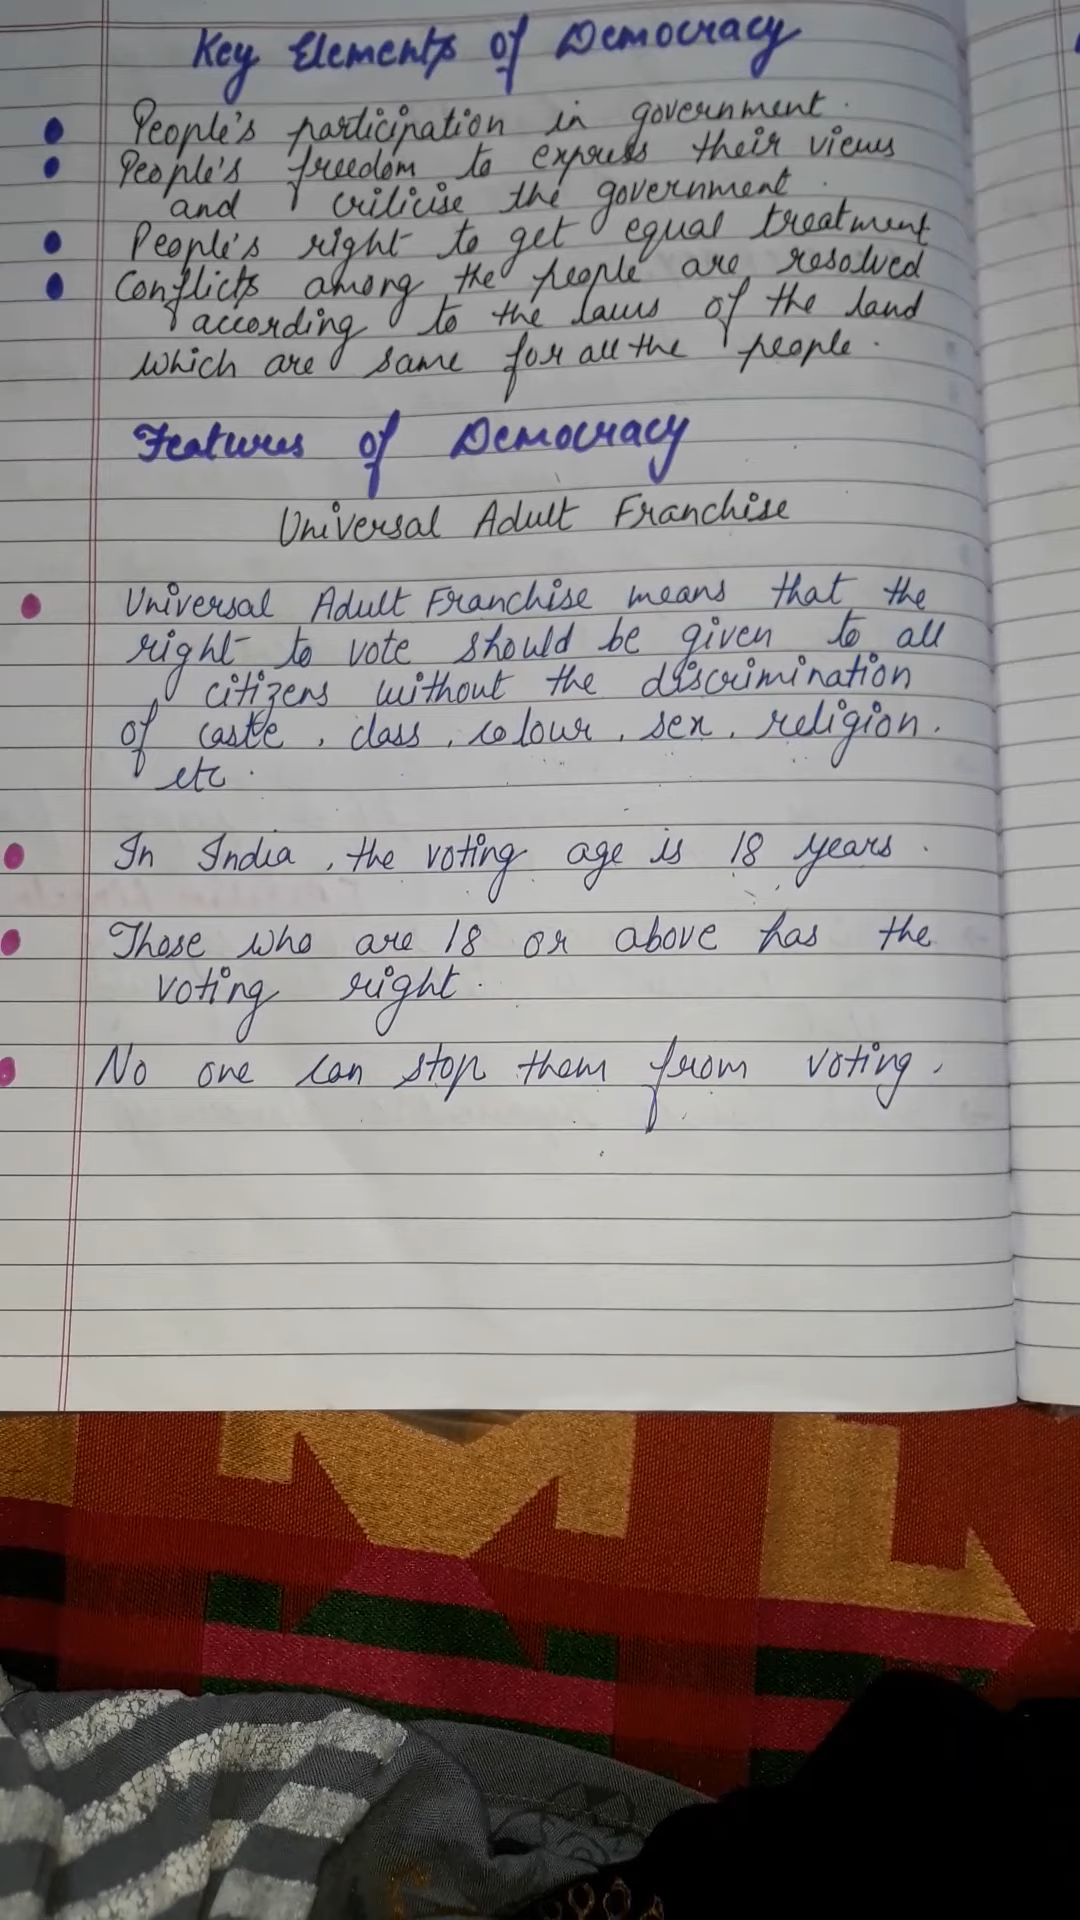 Key Elements of Democracy
People's participation in government.
People's freedom to express their views
and criticise the government.
People's right to get equal treatment
Conflicts among the people are resolved
according to the laws of the land
which are same for all the people.
Features of Democracy
Universal Adult Franchise
Universal Adult Franchise means that the
right to vote should be given to all
citizens without the discrimination
of caste, class, colour, sex, religion.
etc.
In India, the voting age is 18 years.
Those who are 18 or above has the
voting right.
No one can stop them from voting.